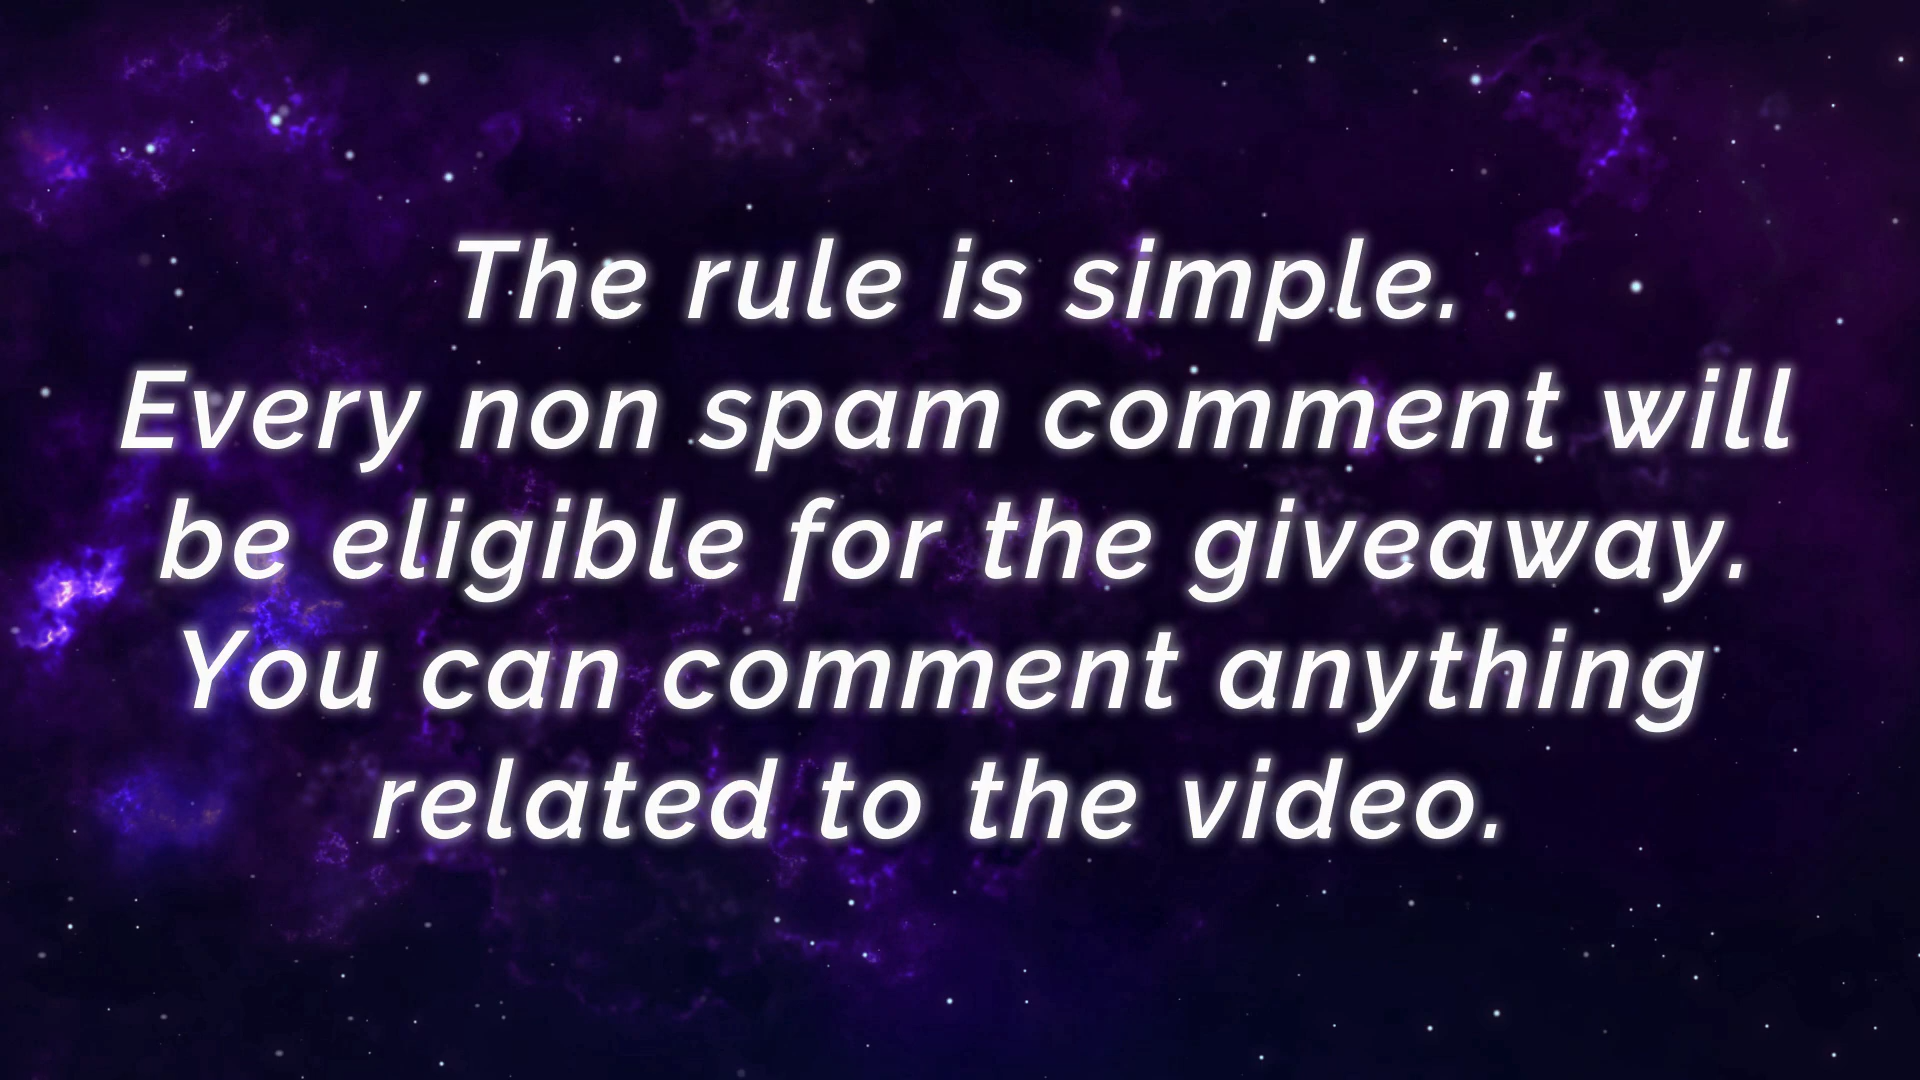 The rule is simple.
Every non spam comment will
be eligible for the giveaway.
You can comment anything
related to the video.